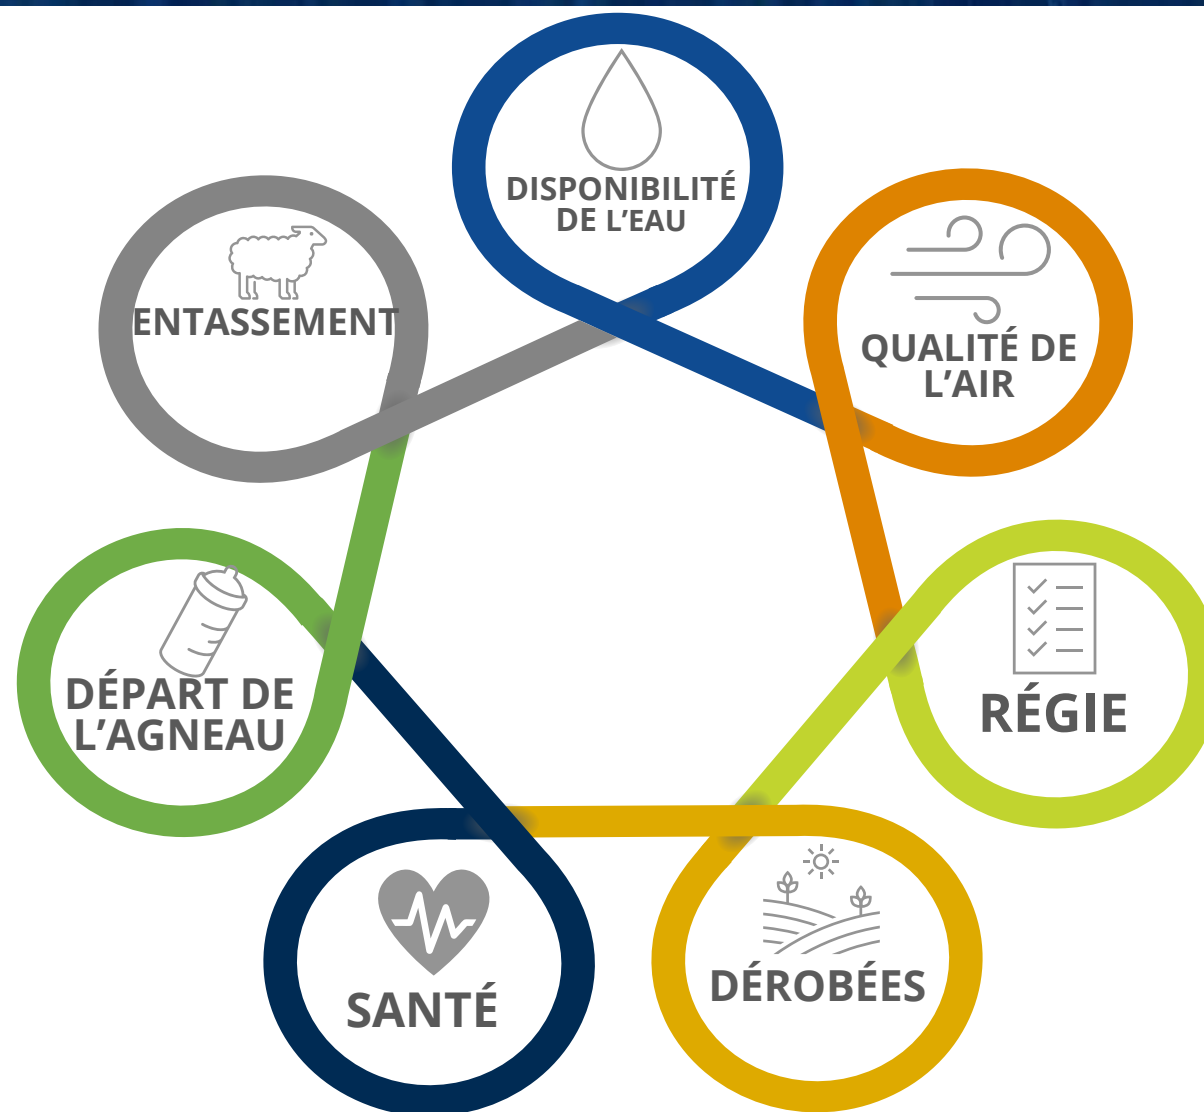 DISPONIBILITÉ
DE L'EAU
QUALITÉ DE
L'AIR
RÉGIE
DÉROBÉES
SANTÉ
DÉPART DE
L'AGNEAU
ENTASSEMENT